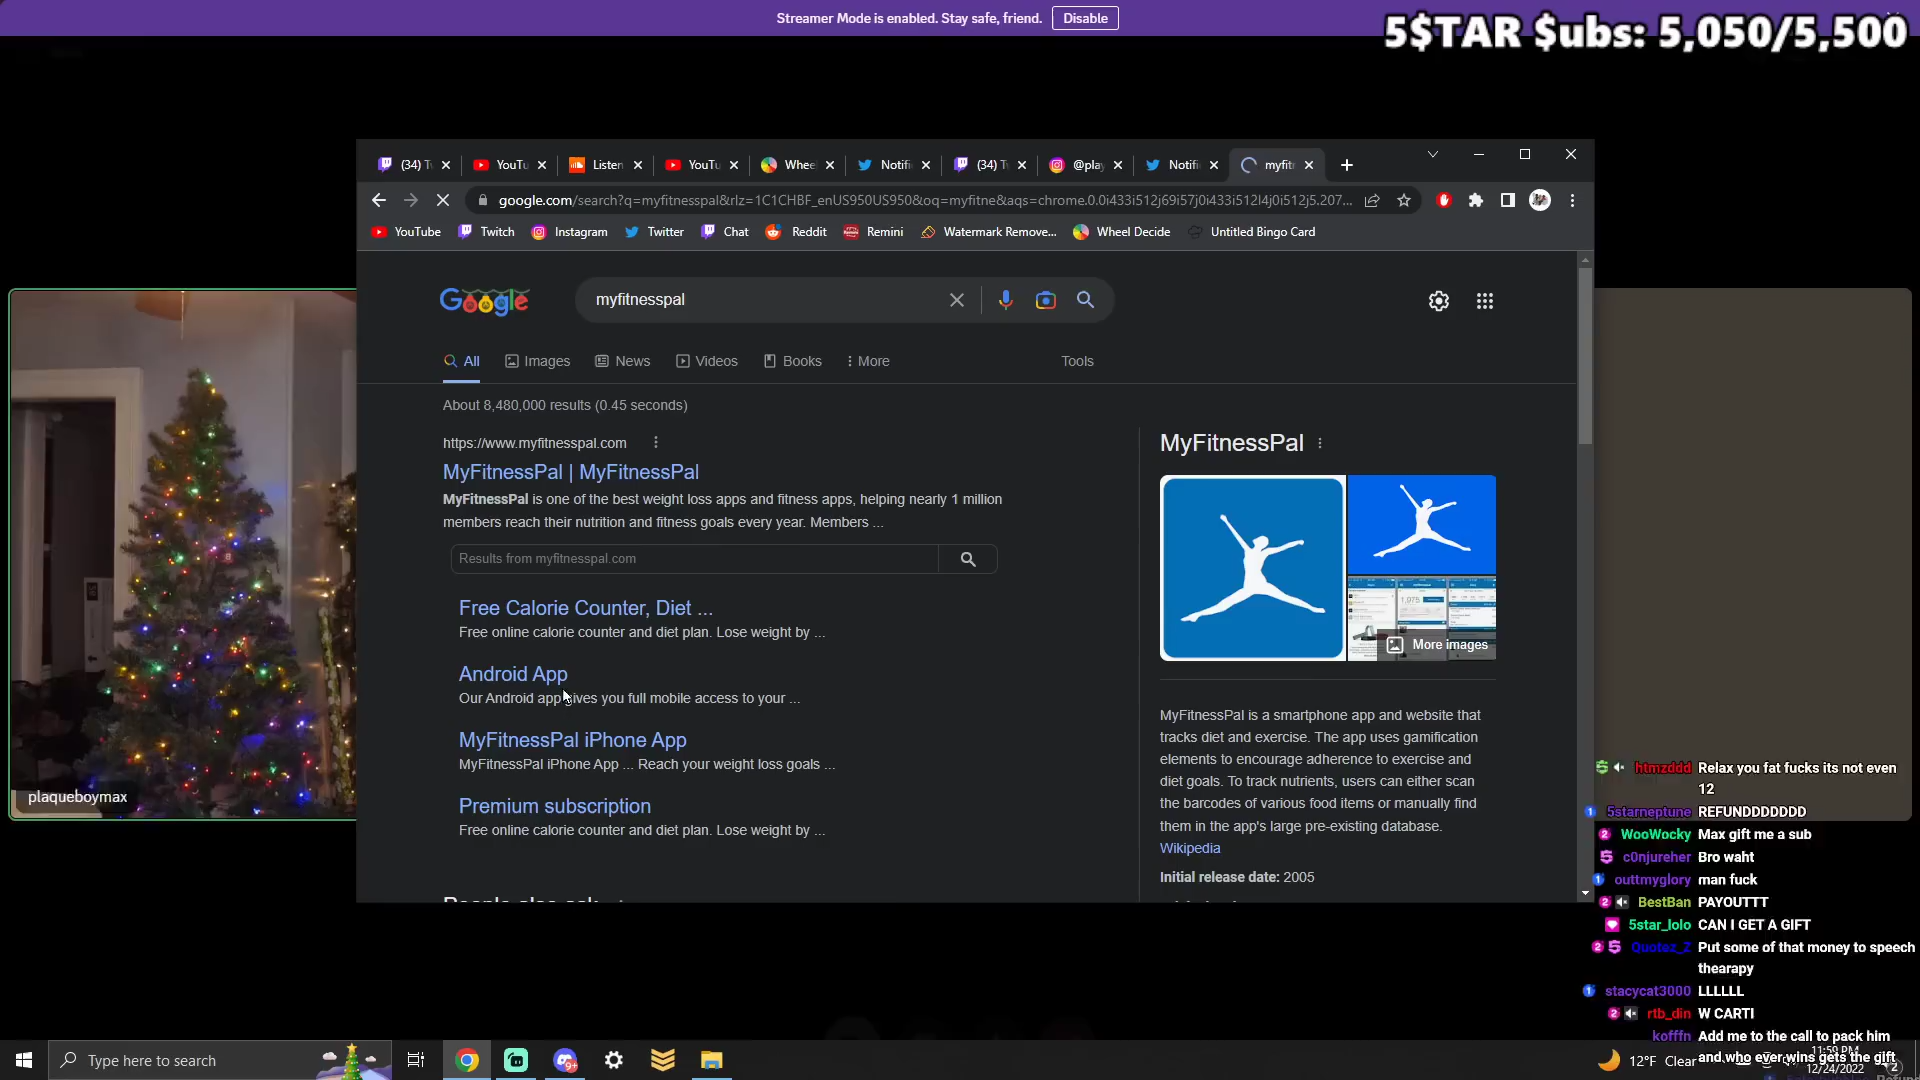 Streamer Mode is enabled. Stay safe, friend. Disable
5$TAR $ubs: 5,050/5,500
(34) T YouTu Listen YouTu Whee Notifi (34) T @play Notifi myfitn
google.com/search?q=myfitnesspal&rlz=1C1CHBF_enUS950US950&oq=myfitne&aqs=chrome.0.0i433i512j69i57j0i433i512l4j0i512j5.207...
YouTube Twitch Instagram Twitter Chat Reddit Remini Watermark Remove... Wheel Decide Untitled Bingo Card
Google myfitnesspal
All Images News Videos Books More Tools
About 8,480,000 results (0.45 seconds)
https://www.myfitnesspal.com
MyFitnessPal | MyFitnessPal
MyFitnessPal is one of the best weight loss apps and fitness apps, helping nearly 1 million
members reach their nutrition and fitness goals every year. Members ...
Results from myfitnesspal.com
Free Calorie Counter, Diet ...
Free online calorie counter and diet plan. Lose weight by ...
Android App
Our Android app gives you full mobile access to your ...
MyFitnessPal iPhone App
MyFitnessPal iPhone App ... Reach your weight loss goals ...
Premium subscription
Free online calorie counter and diet plan. Lose weight by ...
People also ask
MyFitnessPal
More images
MyFitnessPal is a smartphone app and website that
tracks diet and exercise. The app uses gamification
elements to encourage adherence to exercise and
diet goals. To track nutrients, users can either scan
the barcodes of various food items or manually find
them in the app's large pre-existing database.
Wikipedia
Initial release date: 2005
plaqueboymax
htmzddd Relax you fat fucks its not even
12
5starneptune REFUNDDDDDDD
WooWocky Max gift me a sub
c0njureher Bro waht
outtmyglory man fuck
BestBan PAYOUTTT
5star_lolo CAN I GET A GIFT
Quotez_Z Put some of that money to speech
thearapy
stacycat3000 LLLLLL
rtb_din W CARTI
kofffn Add me to the call to pack him
and who ever wins gets the gift
Type here to search
12°F Clear
11:59 PM
12/24/2022